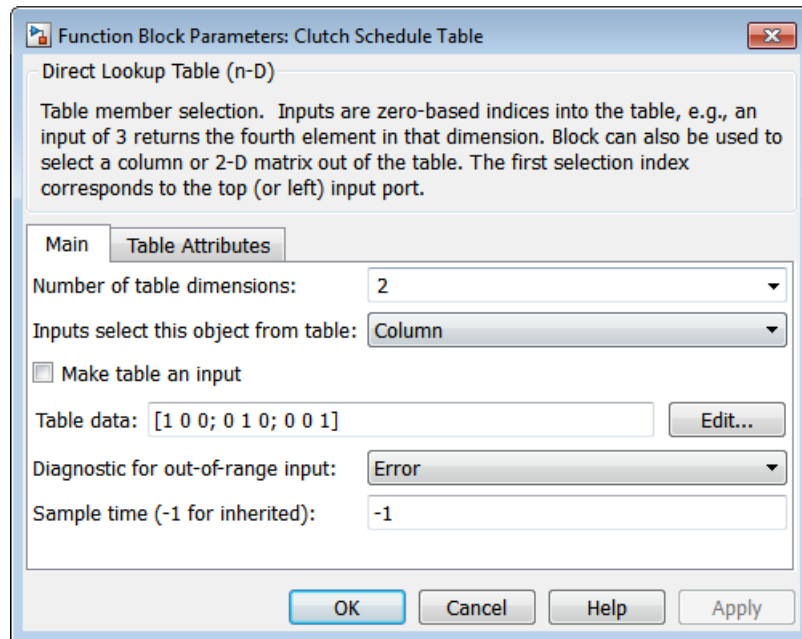 Function Block Parameters: Clutch Schedule Table
Direct Lookup Table (n-D)
Table member selection.  Inputs are zero-based indices into the table, e.g., an
input of 3 returns the fourth element in that dimension. Block can also be used to
select a column or 2-D matrix out of the table. The first selection index
corresponds to the top (or left) input port.
Main Table Attributes
Number of table dimensions: 2
Inputs select this object from table: Column
Make table an input
Table data: [1 0 0; 0 1 0; 0 0 1] Edit...
Diagnostic for out-of-range input: Error
Sample time (-1 for inherited): -1
OK Cancel Help Apply